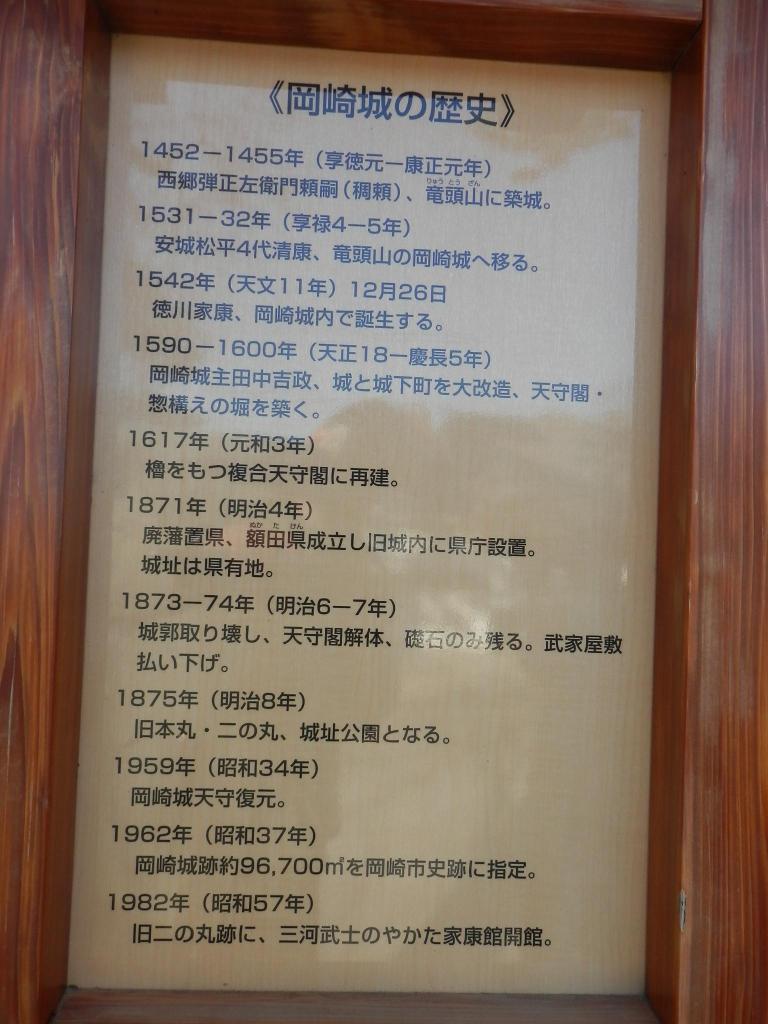 《岡崎城の歴史》
1452－1455年（享徳元－康正元年）
西郷弾正左衛門頼嗣（稠頼）、竜頭山に築城。
1531－32年（享禄4－5年）
安城松平4代清康、竜頭山の岡崎城へ移る。
1542年（天文11年）12月26日
徳川家康、岡崎城内で誕生する。
1590－1600年（天正18－慶長5年）
岡崎城主田中吉政、城と城下町を大改造、天守閣・
惣構えの堀を築く。
1617年（元和3年）
櫓をもつ複合天守閣に再建。
1871年（明治4年）
廃藩置県、額田県成立し旧城内に県庁設置。
城址は県有地。
1873－74年（明治6－7年）
城郭取り壊し、天守閣解体、礎石のみ残る。武家屋敷
払い下げ。
1875年（明治8年）
旧本丸・二の丸、城址公園となる。
1959年（昭和34年）
岡崎城天守復元。
1962年（昭和37年）
岡崎城跡約96,700㎡を岡崎市史跡に指定。
1982年（昭和57年）
旧二の丸跡に、三河武士のやかた家康館開館。